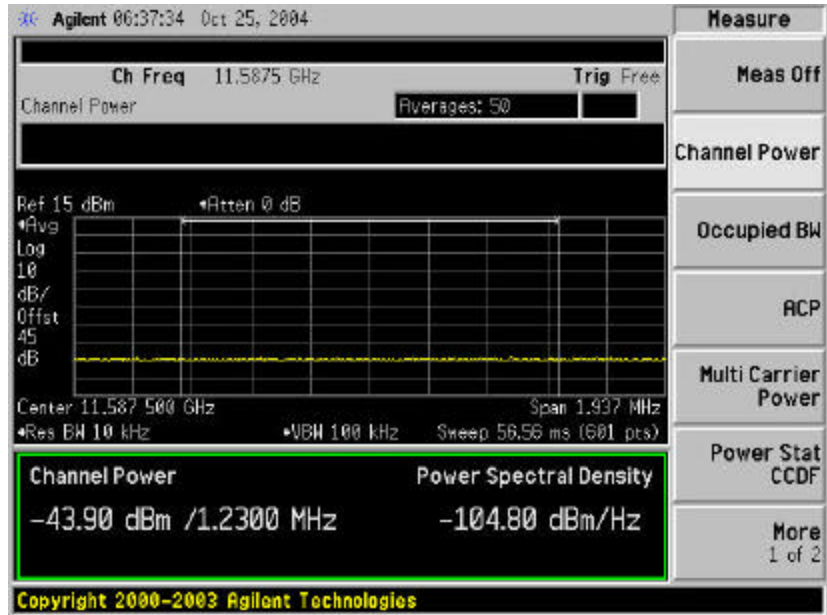 Agilent 06:37:34 Oct 25, 2004
Measure
Ch Freq 11.5875 GHz Trig Free
Meas Off
Channel Power Averages: 50
Channel Power
Ref 15 dBm Atten 0 dB
Avg
Log
10
dB/
Offst
45
dB
Occupied BW
ACP
Multi Carrier
Power
Center 11.587 500 GHz Span 1.937 MHz
Res BW 10 kHz VBW 100 kHz Sweep 56.56 ms (601 pts)
Power Stat
CCDF
Channel Power Power Spectral Density
-43.90 dBm /1.2300 MHz -104.80 dBm/Hz
More
1 of 2
Copyright 2000-2003 Agilent Technologies